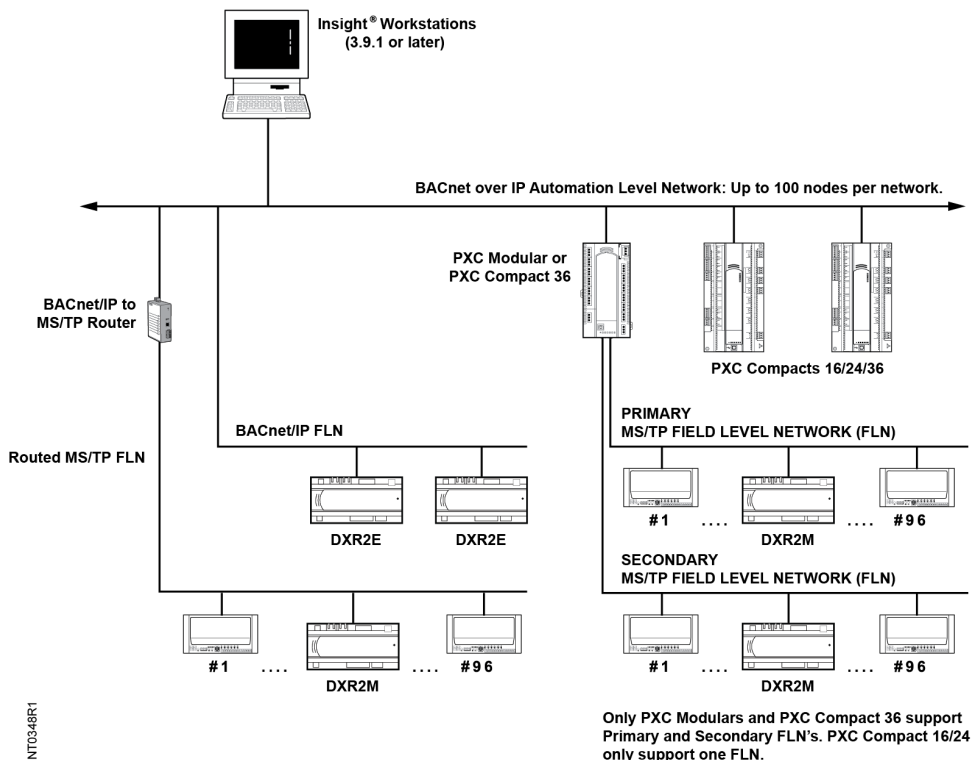 Insight® Workstations
(3.9.1 or later)
BACnet over IP Automation Level Network: Up to 100 nodes per network.
PXC Modular or
PXC Compact 36
BACnet/IP to
MS/TP Router
PXC Compacts 16/24/36
PRIMARY
MS/TP FIELD LEVEL NETWORK (FLN)
BACnet/IP FLN
Routed MS/TP FLN
#1 .... DXR2M .... #96
DXR2E DXR2E
SECONDARY
MS/TP FIELD LEVEL NETWORK (FLN)
#1 .... DXR2M .... #96
#1 .... DXR2M .... #96
Only PXC Modulars and PXC Compact 36 support
Primary and Secondary FLN's. PXC Compact 16/24
only support one FLN.
NT0348R1